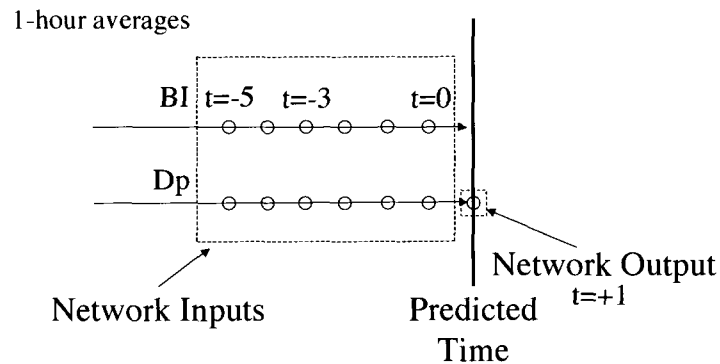 1-hour averages
BI t=-5 t=-3 t=0
Dp
Network Output
t=+1
Network Inputs
Predicted
Time